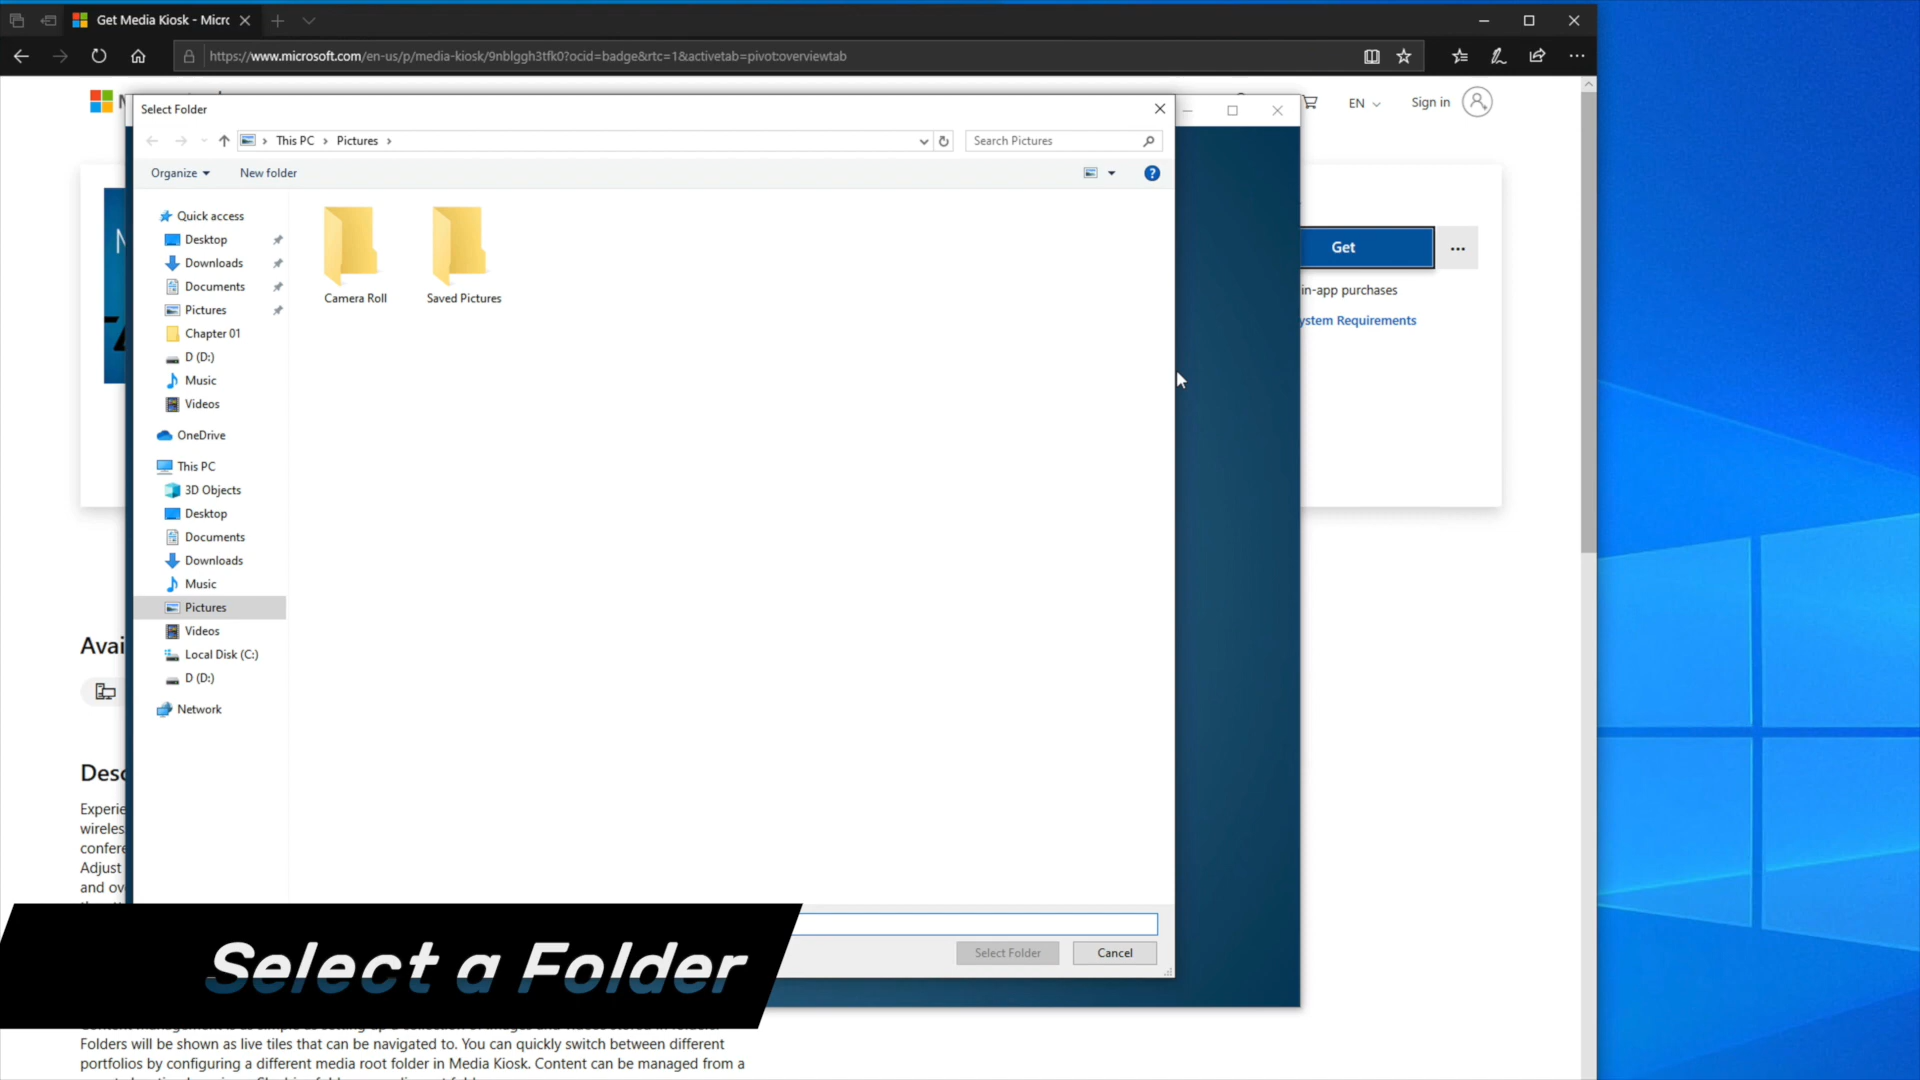 Get Media Kiosk - Micr
https://www.microsoft.com/en-us/p/media-kiosk/9nblggh3tfk0?ocid=badge&rtc=1&activetab=pivot:overviewtab
EN
Sign in
Select Folder
This PC
Pictures
Search Pictures
Organize
New folder
Quick access
Desktop
Downloads
Documents
Pictures
Chapter 01
D (D:)
Music
Videos
OneDrive
This PC
3D Objects
Desktop
Documents
Downloads
Music
Pictures
Videos
Local Disk (C:)
D (D:)
Network
Camera Roll
Saved Pictures
Get
in-app purchases
ystem Requirements
Avai
Desc
Experie
wireles
confere
Adjust
and ov
Select Folder
Cancel
Select a Folder
Folders will be shown as live tiles that can be navigated to. You can quickly switch between different
portfolios by configuring a different media root folder in Media Kiosk. Content can be managed from a